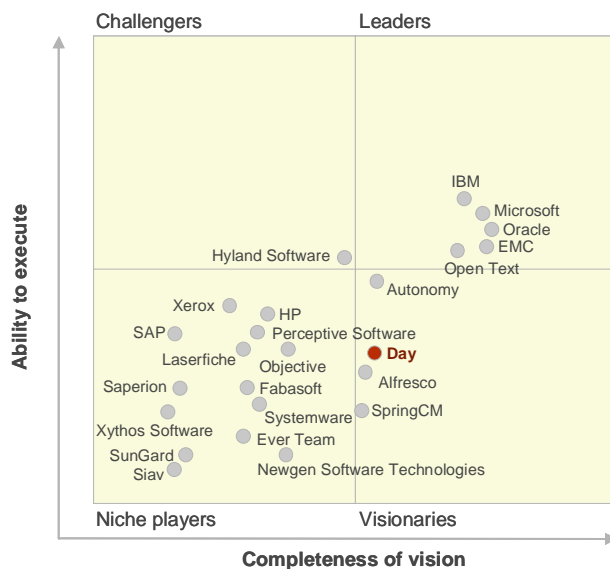 Challengers
Leaders
IBM
Microsoft
Oracle
EMC
Hyland Software
Open Text
Autonomy
Xerox
HP
SAP
Perceptive Software
Laserfiche
Day
Objective
Alfresco
Saperion
Fabasoft
SpringCM
Systemware
Xythos Software
Ever Team
SunGard
Newgen Software Technologies
Siav
Niche players
Visionaries
Ability to execute
Completeness of vision